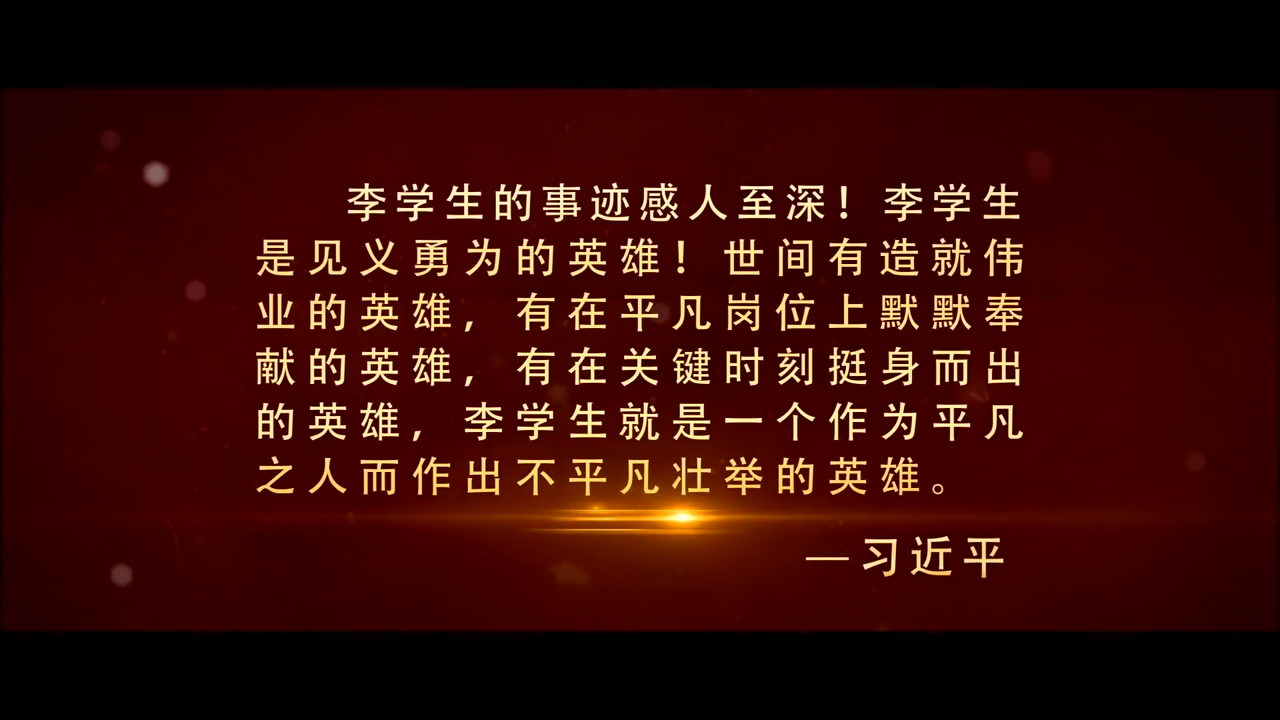 李学生的事迹感人至深！李学生
是见义勇为的英雄！世间有造就伟
业的英雄，有在平凡岗位上默默奉
献的英雄，有在关键时刻挺身而出
的英雄，李学生就是一个作为平凡
之人而作出不平凡壮举的英雄。
—习近平